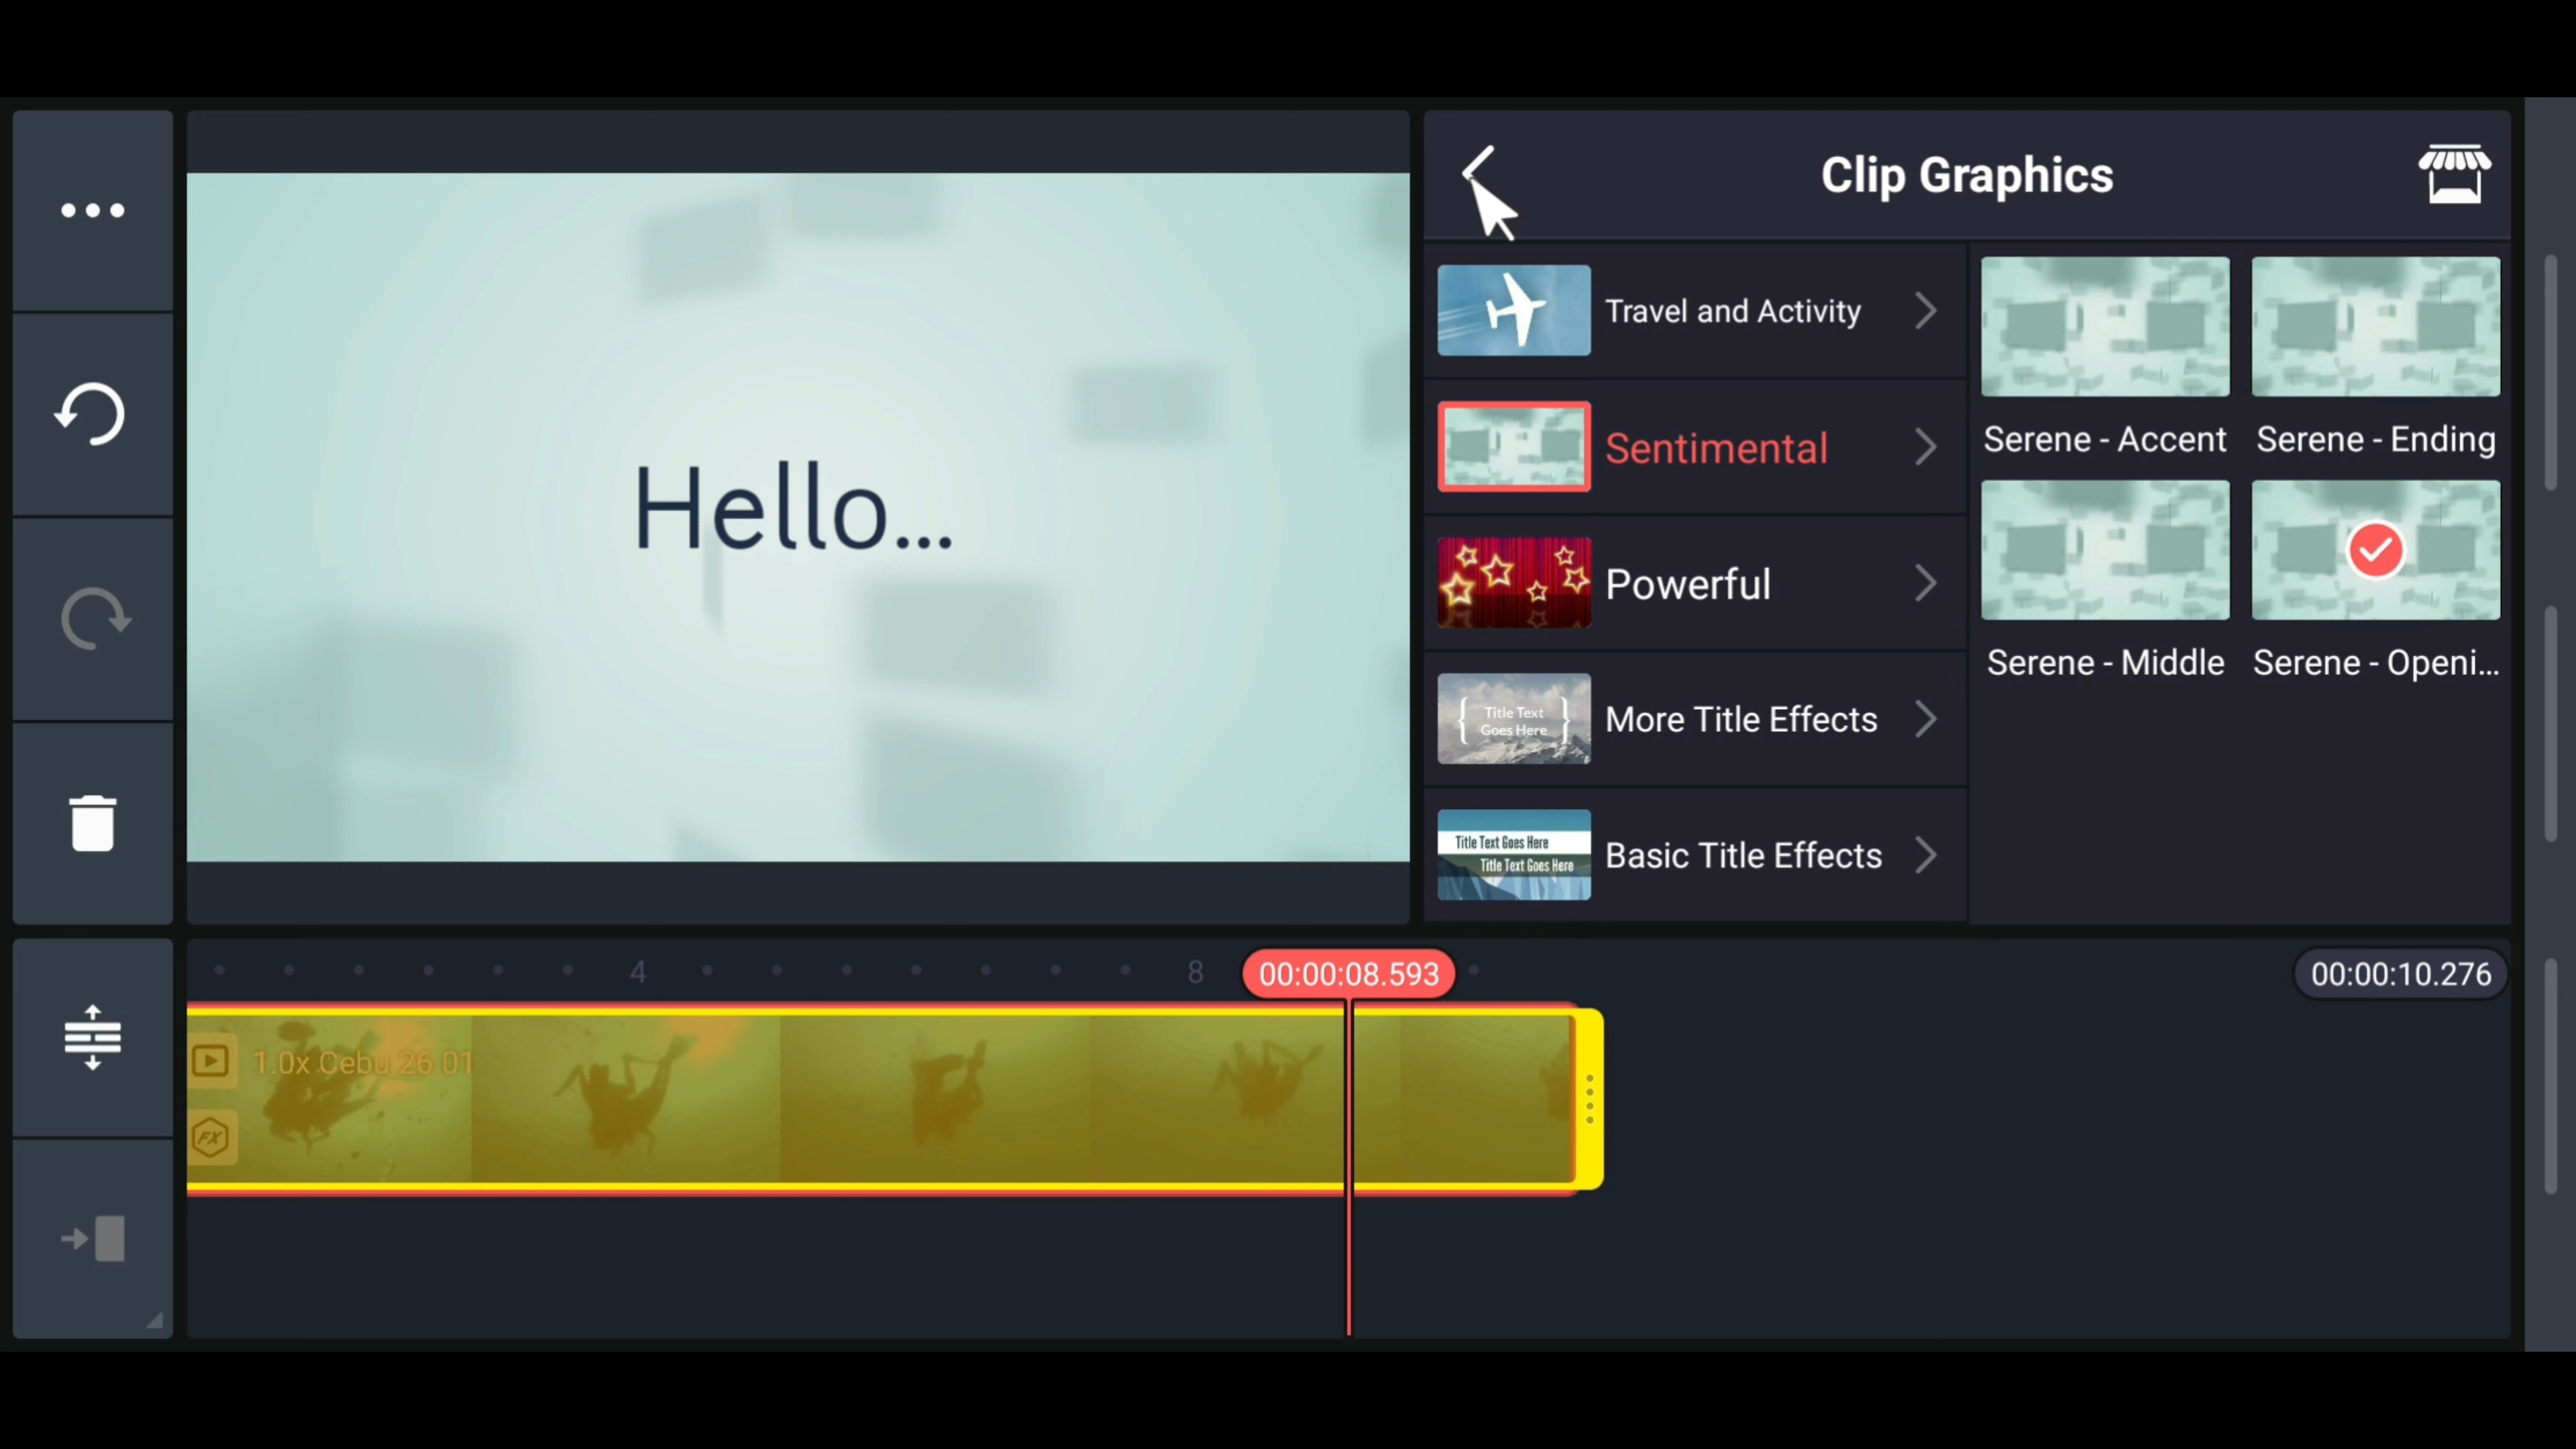 Clip Graphics
Hello...
Travel and Activity
Sentimental
Powerful
Title Text
Goes Here
More Title Effects
Title Text Goes Here
Title Text Goes Here
Basic Title Effects
Serene - Accent
Serene - Ending
Serene - Middle
Serene - Openi...
4
8
00:00:08.593
00:00:10.276
1.0x Cebu 26 01
FX